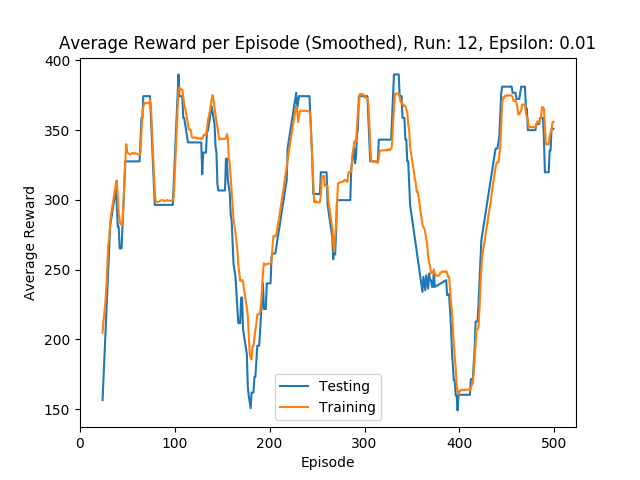 Average Reward per Episode (Smoothed), Run: 12, Epsilon: 0.01
400
350
300
250
200
150
Average Reward
0 100 200 300 400 500
Episode
Testing
Training